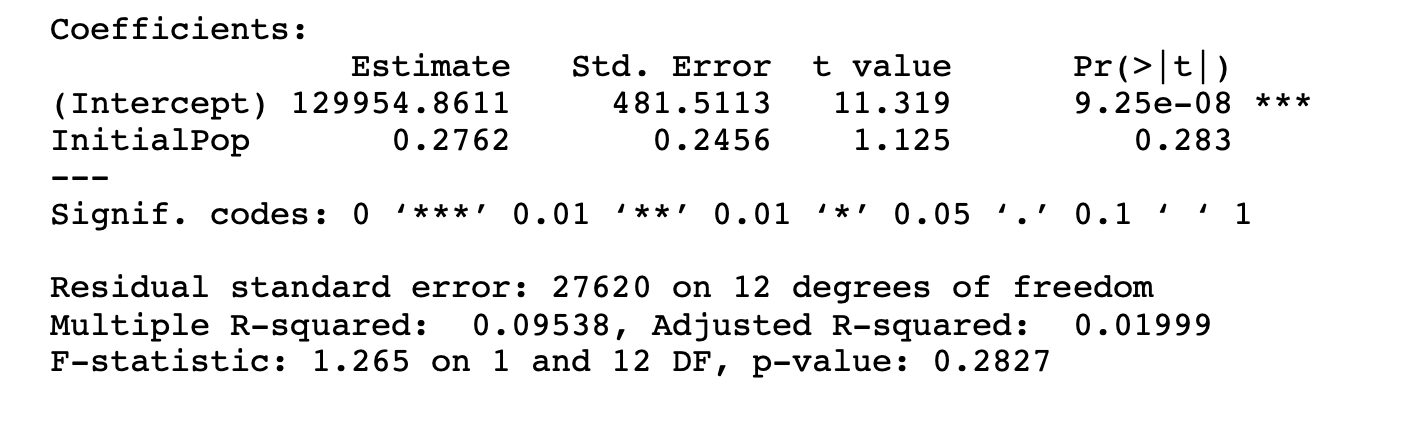 Coefficients:
Estimate Std. Error t value Pr(>|t|)
(Intercept) 129954.8611 481.5113 11.319 9.25e-08 ***
InitialPop 0.2762 0.2456 1.125 0.283
---
Signif. codes: 0 ‘***’ 0.01 ‘**’ 0.01 ‘*’ 0.05 ‘.’ 0.1 ‘ ‘ 1
Residual standard error: 27620 on 12 degrees of freedom
Multiple R-squared: 0.09538, Adjusted R-squared: 0.01999
F-statistic: 1.265 on 1 and 12 DF, p-value: 0.2827